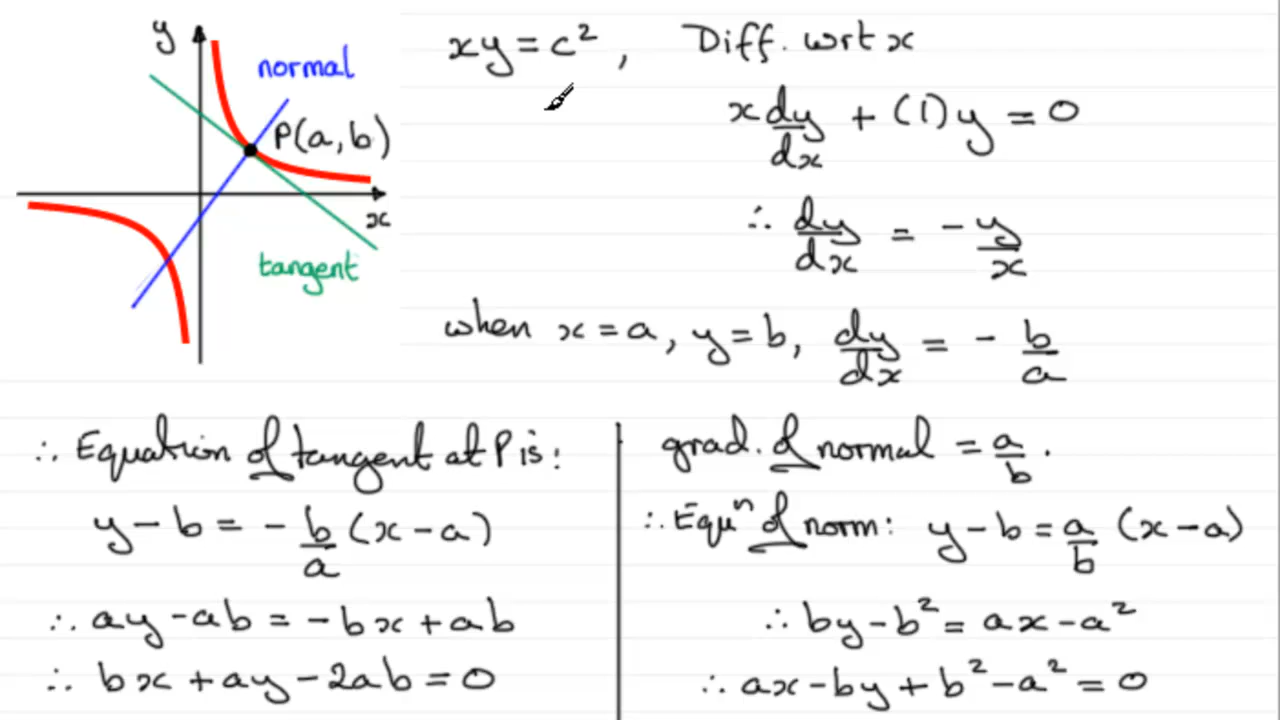 y
normal
P(a, b)
x
tangent
xy = c², Diff. wrt x
x dy/dx + (1)y = 0
∴ dy/dx = - y/x
when x = a, y = b, dy/dx = - b/a
∴ Equation of tangent at P is:
y - b = - b/a (x - a)
∴ ay - ab = - bx + ab
∴ bx + ay - 2ab = 0
grad. of normal = a/b.
∴ Equⁿ of norm: y - b = a/b (x - a)
∴ by - b² = ax - a²
∴ ax - by + b² - a² = 0